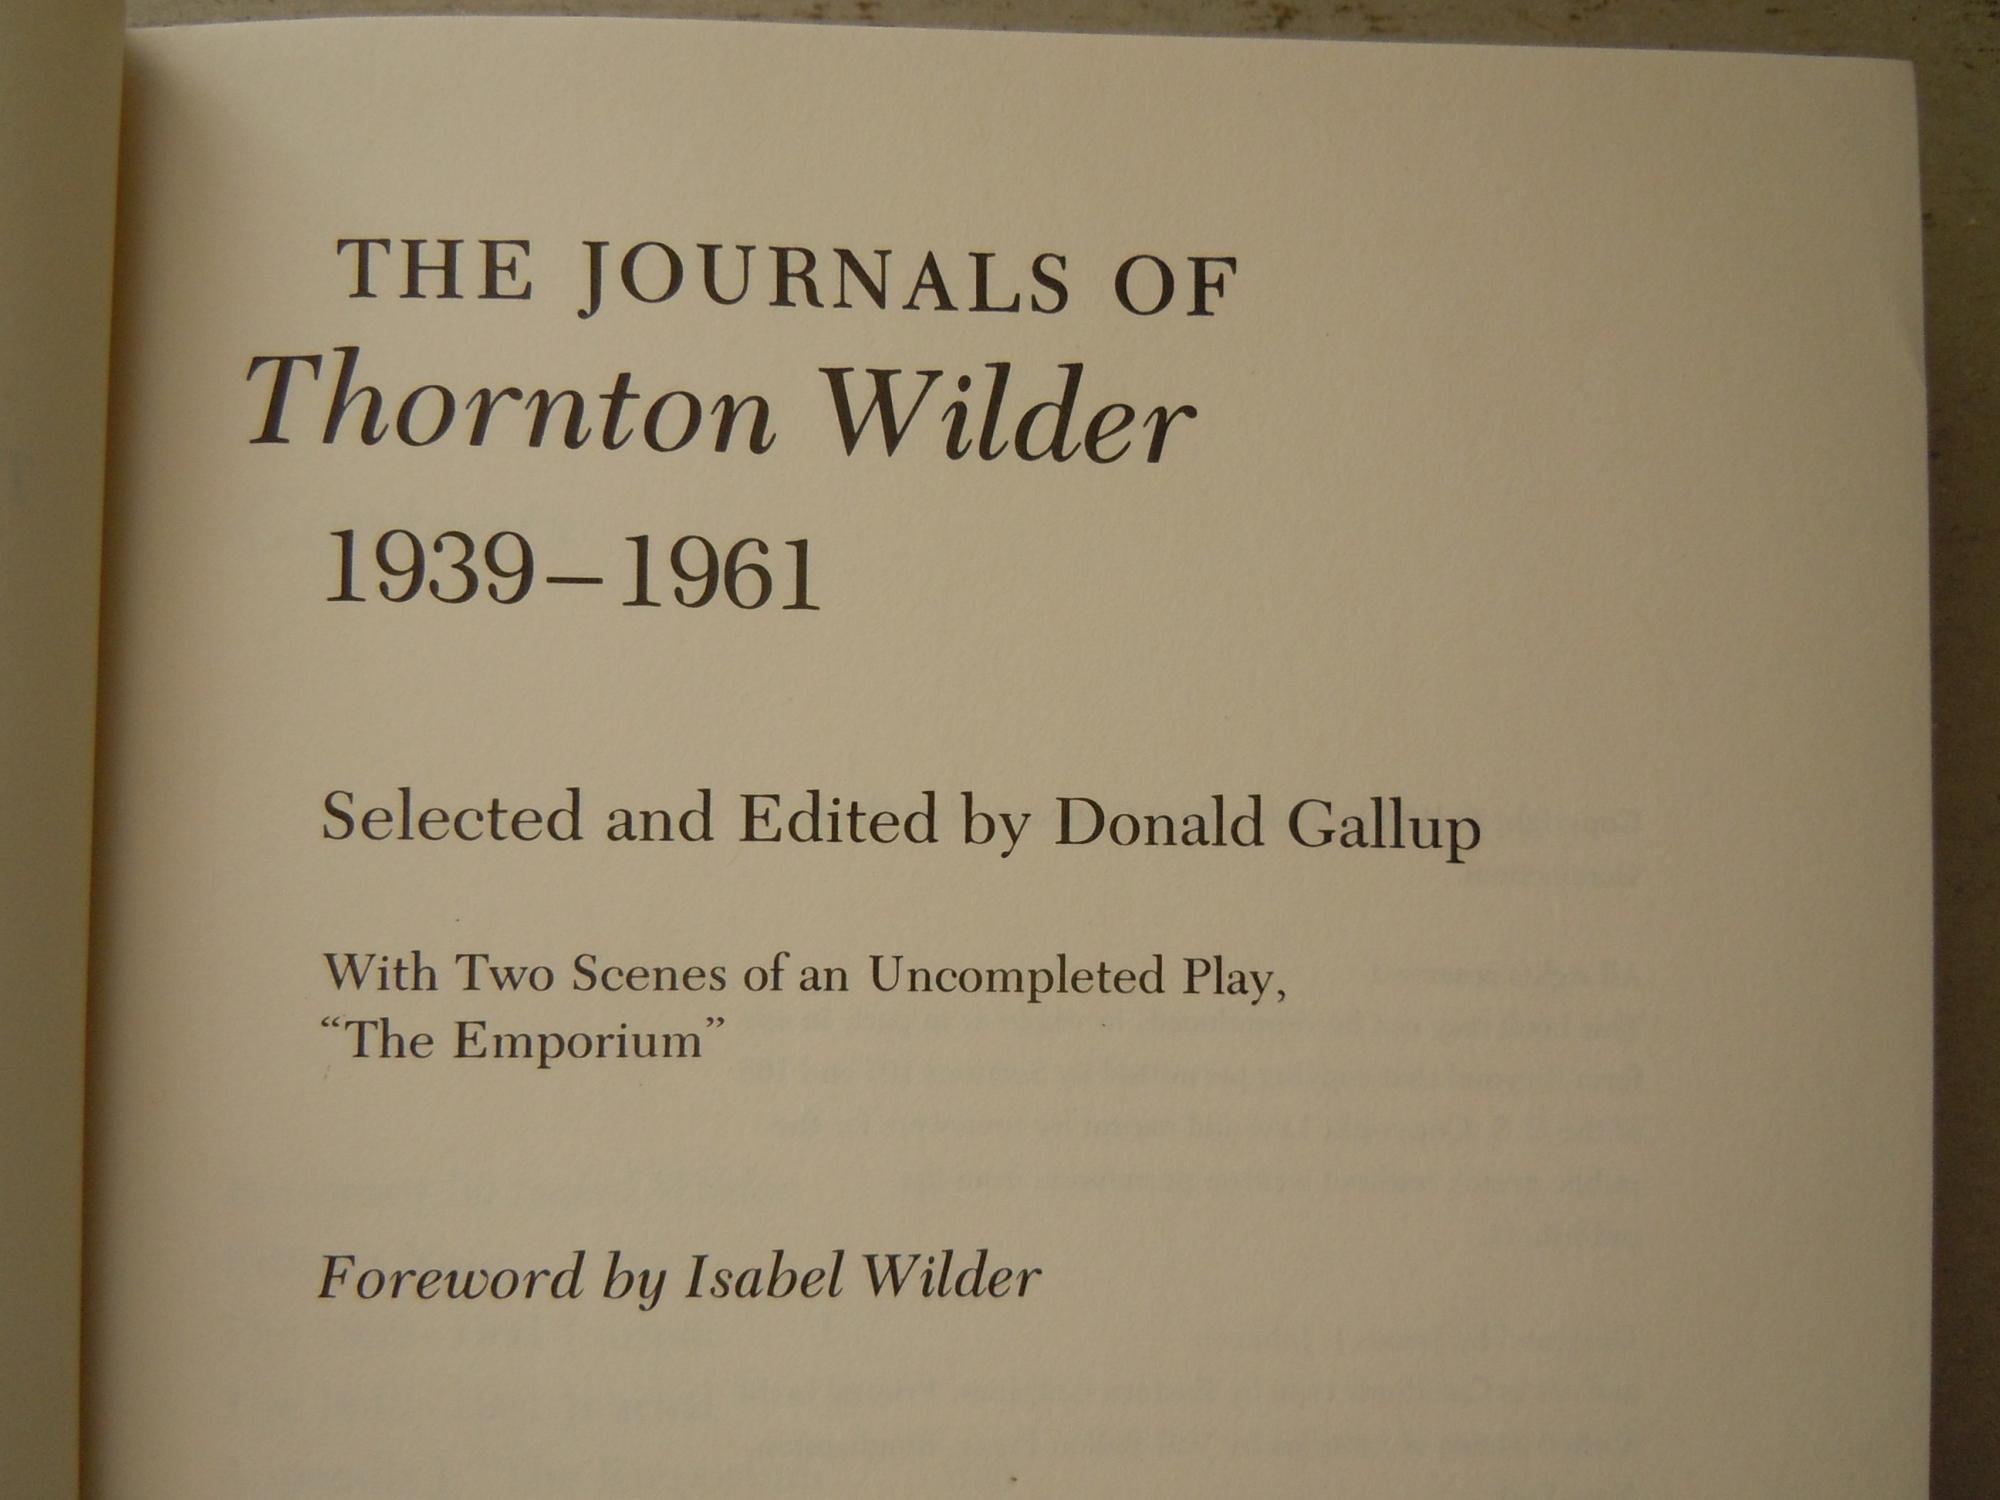 THE JOURNALS OF
Thornton Wilder
1939–1961
Selected and Edited by Donald Gallup
With Two Scenes of an Uncompleted Play,
“The Emporium”
Foreword by Isabel Wilder